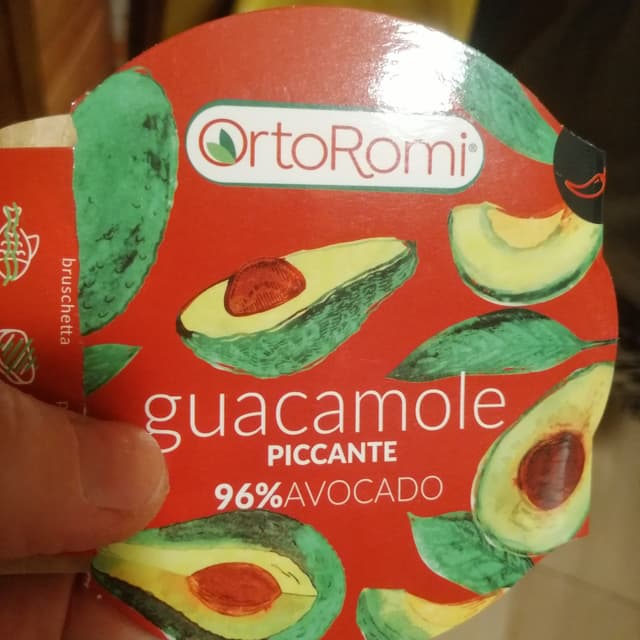 OrtoRomi®
bruschetta
guacamole
PICCANTE
96%AVOCADO